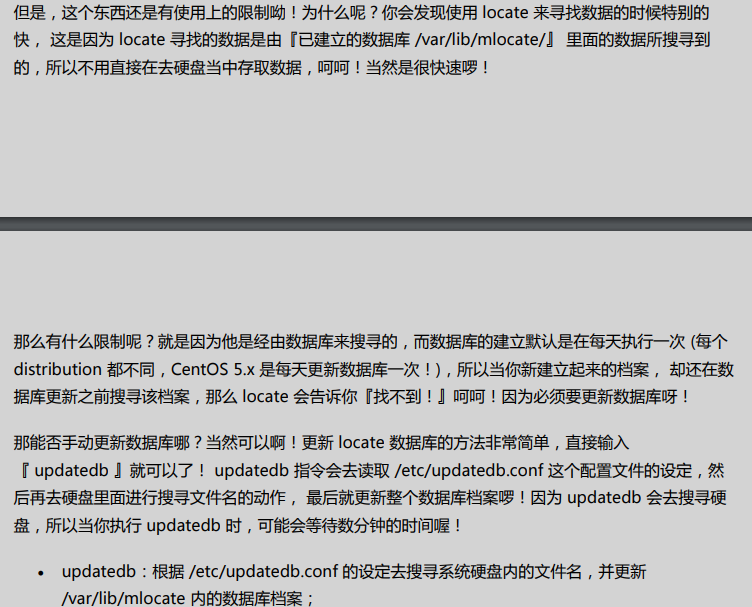 但是，这个东西还是有使用上的限制呦！为什么呢？你会发现使用 locate 来寻找数据的时候特别的
快， 这是因为 locate 寻找的数据是由『已建立的数据库 /var/lib/mlocate/』 里面的数据所搜寻到
的，所以不用直接在去硬盘当中存取数据，呵呵！当然是很快速啰！
那么有什么限制呢？就是因为他是经由数据库来搜寻的，而数据库的建立默认是在每天执行一次 (每个
distribution 都不同，CentOS 5.x 是每天更新数据库一次！)，所以当你新建立起来的档案， 却还在数
据库更新之前搜寻该档案，那么 locate 会告诉你『找不到！』呵呵！因为必须要更新数据库呀！
那能否手动更新数据库哪？当然可以啊！更新 locate 数据库的方法非常简单，直接输入
『 updatedb 』就可以了！ updatedb 指令会去读取 /etc/updatedb.conf 这个配置文件的设定，然
后再去硬盘里面进行搜寻文件名的动作， 最后就更新整个数据库档案啰！因为 updatedb 会去搜寻硬
盘，所以当你执行 updatedb 时，可能会等待数分钟的时间喔！
• updatedb：根据 /etc/updatedb.conf 的设定去搜寻系统硬盘内的文件名，并更新
/var/lib/mlocate 内的数据库档案；